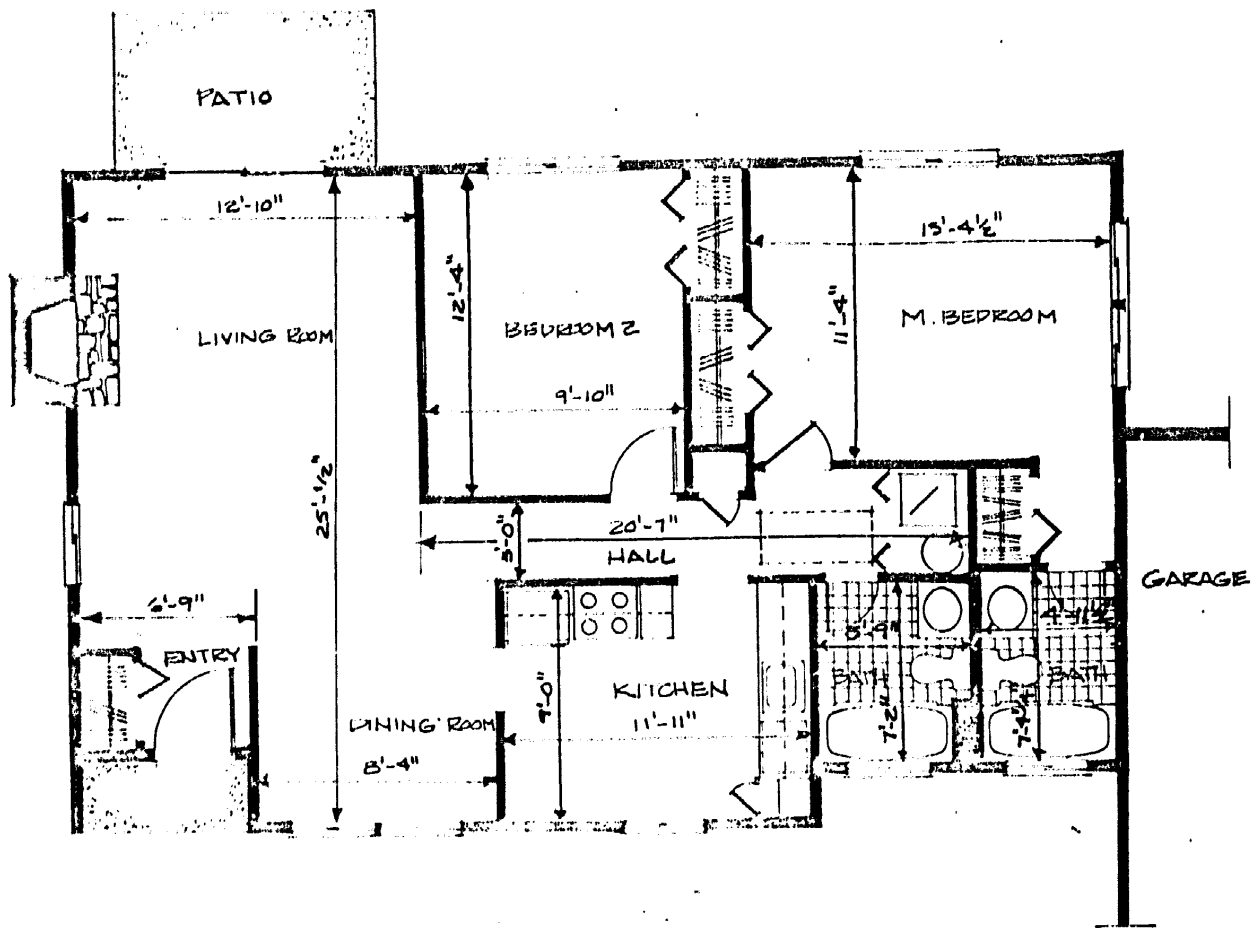 PATIO
12'-10"
13'-4½"
12'-4"
11'-4"
LIVING ROOM
BEDROOM 2
M. BEDROOM
9'-10"
25'-½"
3'-0"
20'-7"
HALL
GARAGE
6'-9"
ENTRY
KITCHEN
BATH
BATH
9'-0"
11'-11"
DINING ROOM
7'-2"
8'-4"